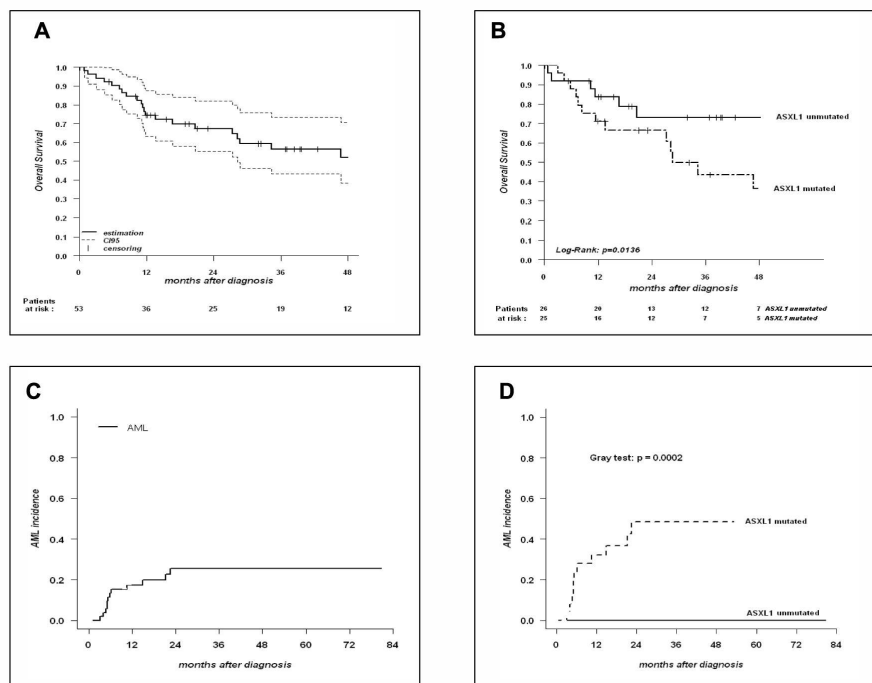 A
1.0
0.9
0.8
0.7
0.6
0.5
0.4
0.3
0.2
0.1
0.0
Overall Survival
estimation
CI95
censoring
0 12 24 36 48
months after diagnosis
Patients
at risk : 53 36 25 19 12
B
1.0
0.9
0.8
0.7
0.6
0.5
0.4
0.3
0.2
0.1
0.0
Overall Survival
ASXL1 unmutated
ASXL1 mutated
Log-Rank: p=0.0136
0 12 24 36 48
months after diagnosis
Patients 26 20 13 12 7 ASXL1 unmutated
at risk : 25 16 12 7 5 ASXL1 mutated
C
1.0
0.8
0.6
0.4
0.2
0.0
AML incidence
AML
0 12 24 36 48 60 72 84
months after diagnosis
D
1.0
0.8
0.6
0.4
0.2
0.0
AML incidence
Gray test: p = 0.0002
ASXL1 mutated
ASXL1 unmutated
0 12 24 36 48 60 72 84
months after diagnosis